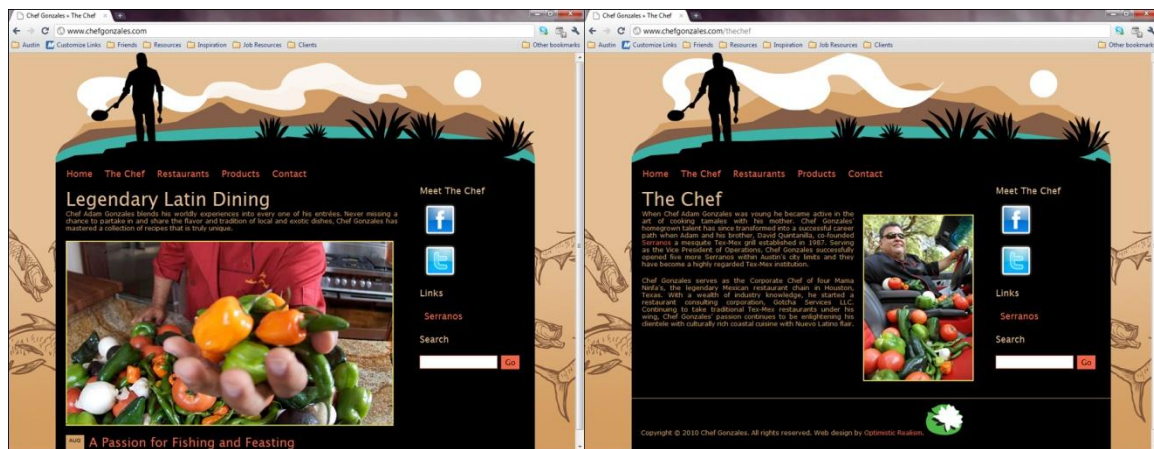 Chef Gonzales » The Chef
www.chefgonzales.com
Austin Customize Links Friends Resources Inspiration Job Resources Clients Other bookmarks
Home The Chef Restaurants Products Contact
Legendary Latin Dining
Chef Adam Gonzales blends his worldly experiences into every one of his entrées. Never missing a
chance to partake in and share the flavor and tradition of local and exotic dishes, Chef Gonzales has
mastered a collection of recipes that is truly unique.
Meet The Chef
Links
Serranos
Search
Go
AUG
A Passion for Fishing and Feasting
Chef Gonzales » The Chef
www.chefgonzales.com/thechef
Austin Customize Links Friends Resources Inspiration Job Resources Clients Other bookmarks
Home The Chef Restaurants Products Contact
The Chef
When Chef Adam Gonzales was young he became active in the
art of cooking tamales with his mother. Chef Gonzales'
homegrown talent has since transformed into a successful career
path when Adam and his brother, David Quintanilla, co-founded
Serranos a mesquite Tex-Mex grill established in 1987. Serving
as the Vice President of Operations, Chef Gonzales successfully
opened five more Serranos within Austin's city limits and they
have become a highly regarded Tex-Mex institution.
Chef Gonzales serves as the Corporate Chef of four Mama
Ninfa's, the legendary Mexican restaurant chain in Houston,
Texas. With a wealth of industry knowledge, he started a
restaurant consulting corporation, Gotcha Services LLC.
Continuing to take traditional Tex-Mex restaurants under his
wing, Chef Gonzales' passion continues to be enlightening his
clientele with culturally rich coastal cuisine with Nuevo Latino flair.
Meet The Chef
Links
Serranos
Search
Go
Copyright © 2010 Chef Gonzales. All rights reserved. Web design by Optimistic Realism.